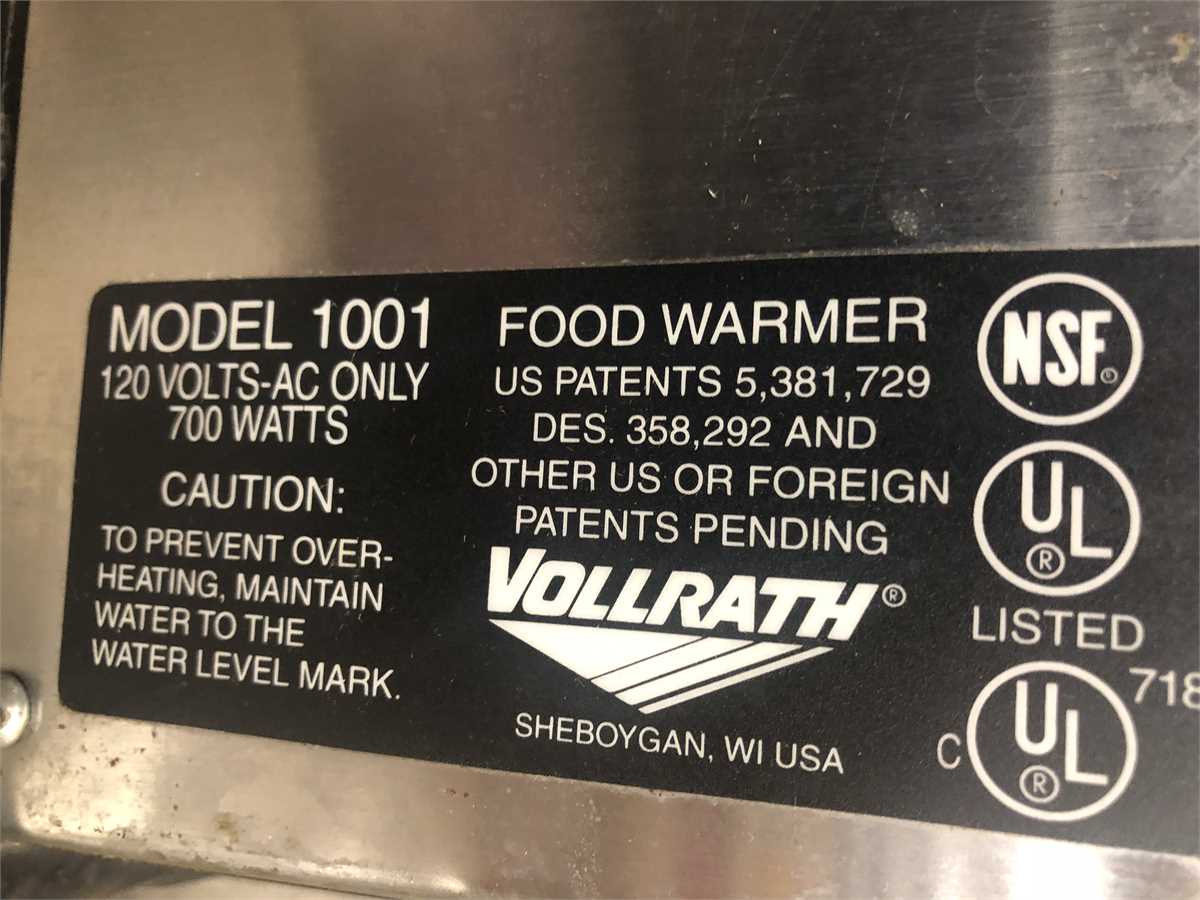 MODEL 1001
120 VOLTS-AC ONLY
700 WATTS
CAUTION:
TO PREVENT OVER-
HEATING, MAINTAIN
WATER TO THE
WATER LEVEL MARK.
FOOD WARMER
US PATENTS 5,381,729
DES. 358,292 AND
OTHER US OR FOREIGN
PATENTS PENDING
VOLLRATH®
SHEBOYGAN, WI USA
NSF®
UL®
LISTED
718
C UL®